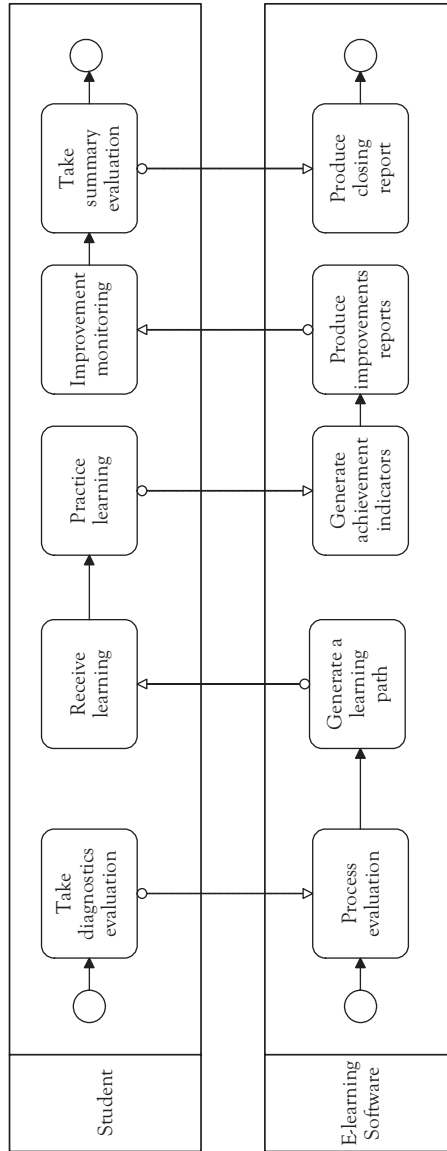 Student
Take
diagnostics
evaluation
Receive
learning
Practice
learning
Improvement
monitoring
Take
summary
evaluation
E-learning
Software
Process
evaluation
Generate a
learning
path
Generate
achievement
indicators
Produce
improvements
reports
Produce
closing
report